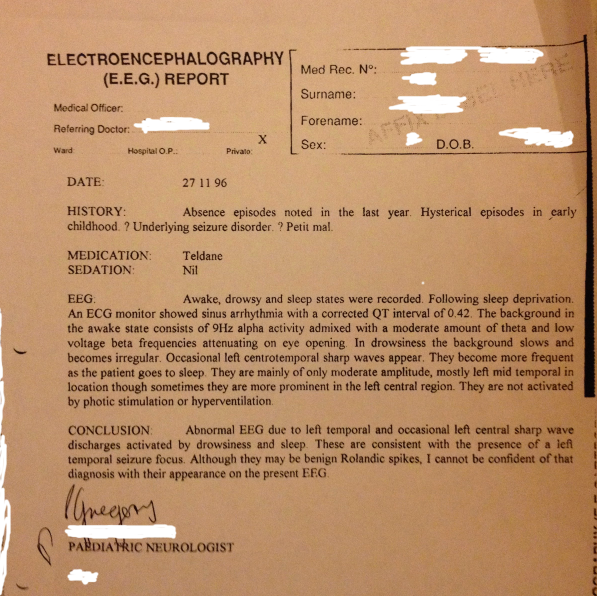 ELECTROENCEPHALOGRAPHY
(E.E.G.) REPORT
Medical Officer:
Referring Doctor:
X
Ward: Hospital O.P.: Private:
Med Rec. Nº:
Surname:
Forename:
Sex: D.O.B.
AFFIX LABEL HERE
DATE: 27 11 96
HISTORY: Absence episodes noted in the last year. Hysterical episodes in early
childhood. ? Underlying seizure disorder. ? Petit mal.
MEDICATION: Teldane
SEDATION: Nil
EEG: Awake, drowsy and sleep states were recorded. Following sleep deprivation.
An ECG monitor showed sinus arrhythmia with a corrected QT interval of 0.42. The background in
the awake state consists of 9Hz alpha activity admixed with a moderate amount of theta and low
voltage beta frequencies attenuating on eye opening. In drowsiness the background slows and
becomes irregular. Occasional left centrotemporal sharp waves appear. They become more frequent
as the patient goes to sleep. They are mainly of only moderate amplitude, mostly left mid temporal in
location though sometimes they are more prominent in the left central region. They are not activated
by photic stimulation or hyperventilation.
CONCLUSION: Abnormal EEG due to left temporal and occasional left central sharp wave
discharges activated by drowsiness and sleep. These are consistent with the presence of a left
temporal seizure focus. Although they may be benign Rolandic spikes, I cannot be confident of that
diagnosis with their appearance on the present EEG.
PAEDIATRIC NEUROLOGIST